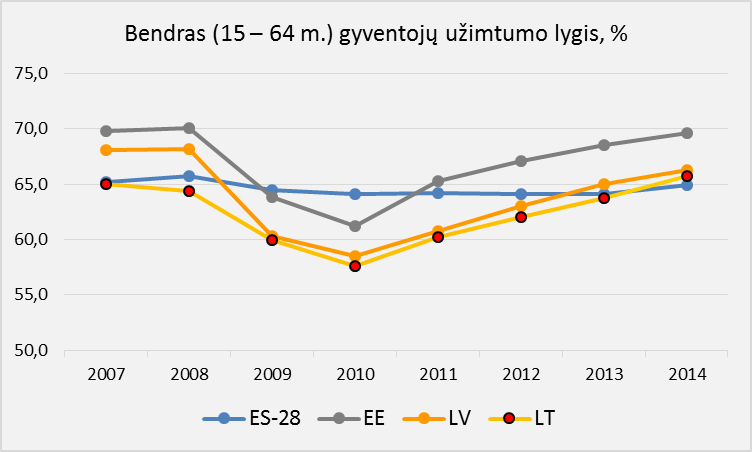 Bendras (15 – 64 m.) gyventojų užimtumo lygis, %
75,0
70,0
65,0
60,0
55,0
50,0
2007 2008 2009 2010 2011 2012 2013 2014
ES-28 EE LV LT